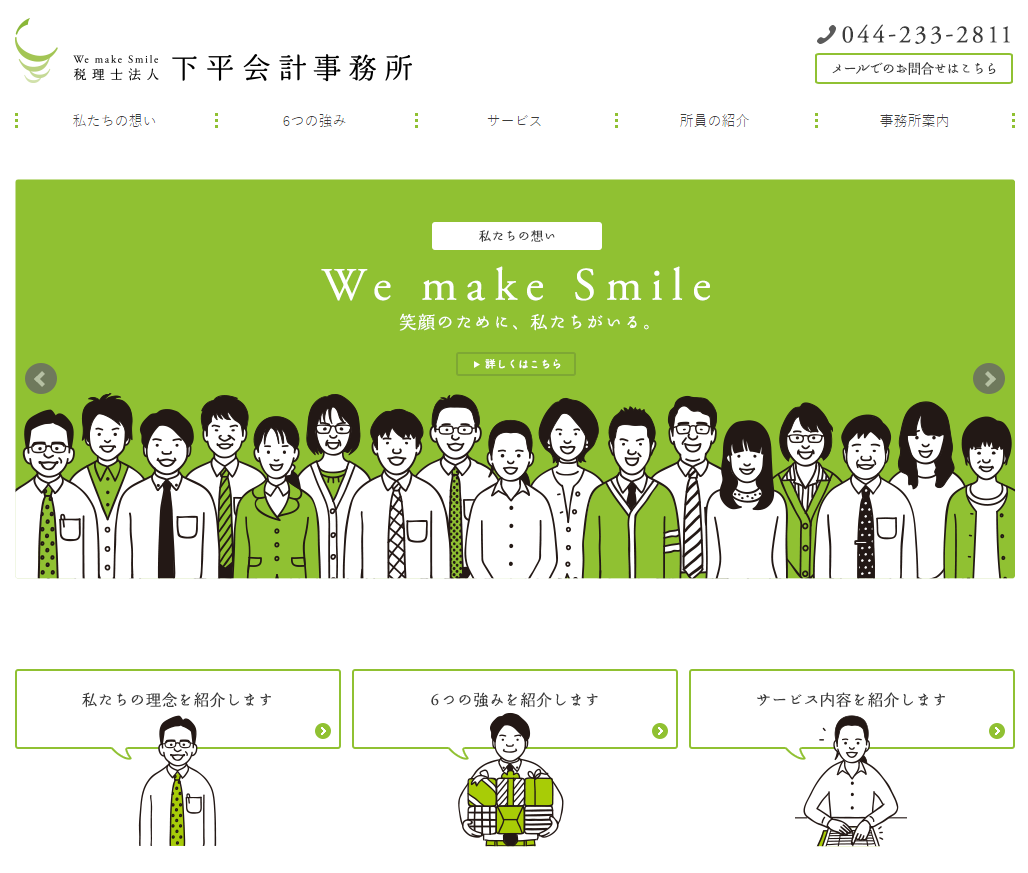 We make Smile
税理士法人
下平会計事務所
044-233-2811
メールでのお問合せはこちら
私たちの想い
6つの強み
サービス
所員の紹介
事務所案内
私たちの想い
We make Smile
笑顔のために、私たちがいる。
詳しくはこちら
私たちの理念を紹介します
6つの強みを紹介します
サービス内容を紹介します